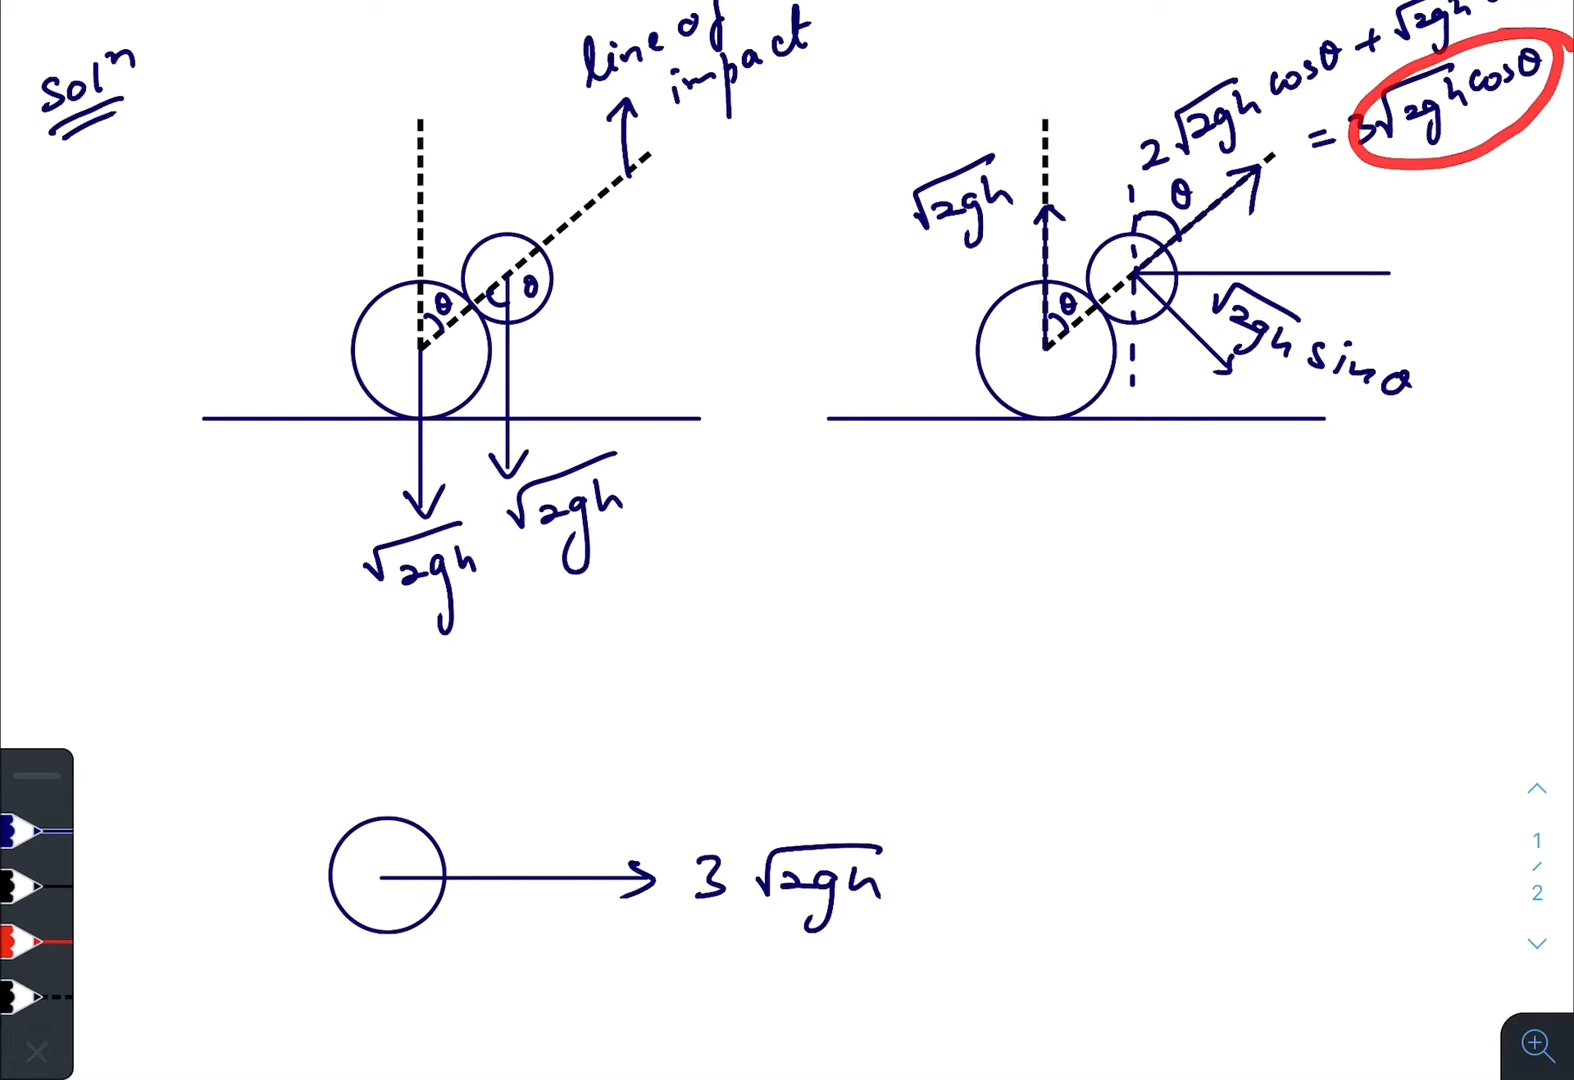 Solⁿ
line of
impact
θ
θ
√2gh
√2gh
2√2gh cosθ + √2gh
= 3√2gh cosθ
√2gh
θ
θ
√2gh sinθ
3 √2gh
1
/
2